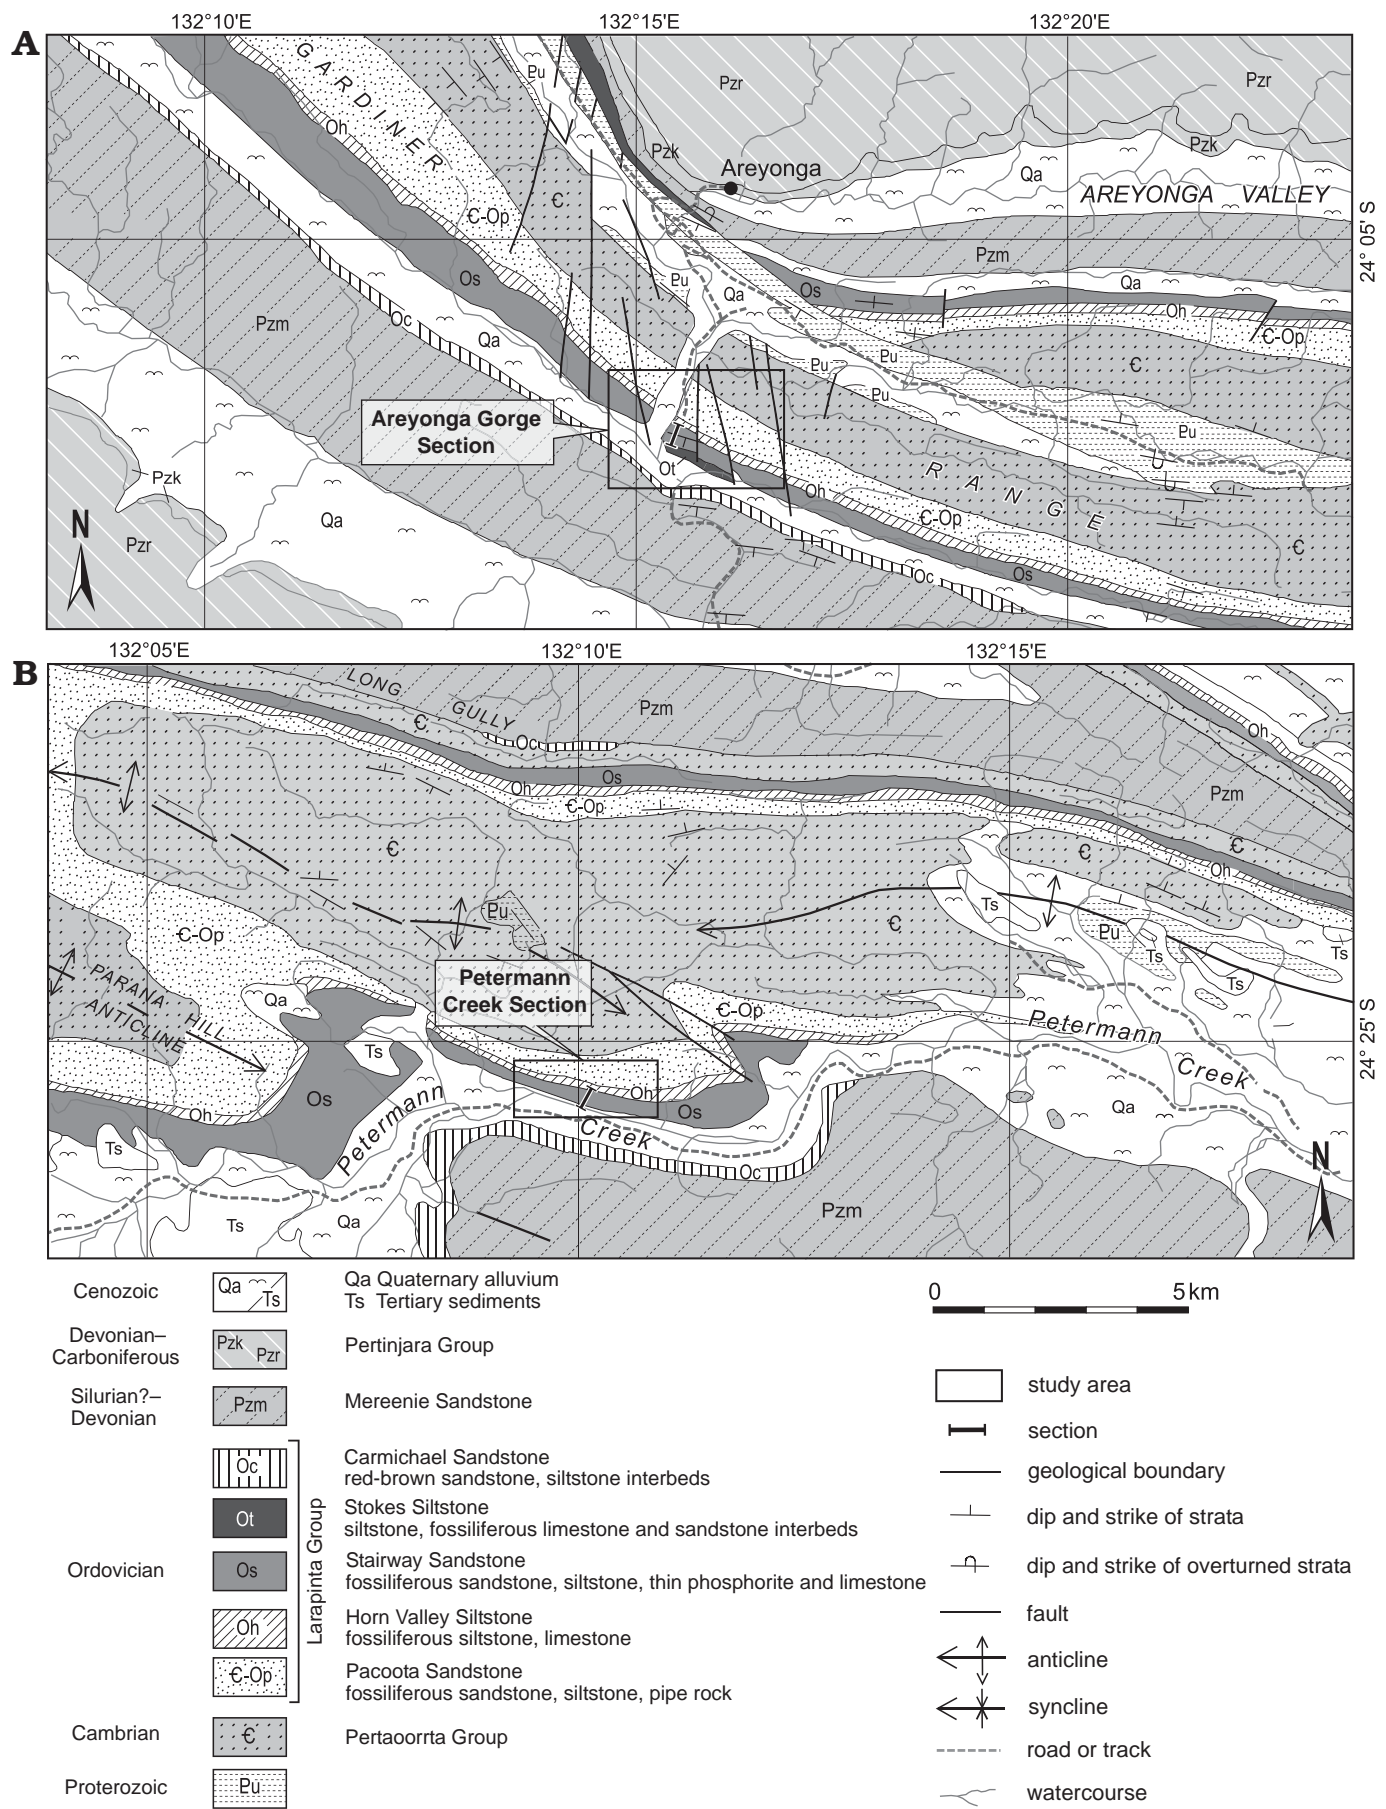 A
132°10'E 132°15'E 132°20'E
Pzr
Pzr
Pu
GARDINER
Oh
Pzk
Pzk
Areyonga
Qa
AREYONGA VALLEY
Є
Є-Op
24° 05' S
Pzm
Os
Pu
Qa
Os
Qa
Oh
Pzm
Oc
Qa
Є-Op
Pu
Pu
Є
Pu
Areyonga Gorge
Section
Pu
Ot
Pzk
RANGE
Oh
Є-Op
Qa
N
Pzr
Є
Oc
Os
B
132°05'E 132°10'E 132°15'E
LONG
GULLY
Є
Pzm
Oc
Oh
Os
Oh
Є-Op
Pzm
Є
Є
Є
Oh
Pu
Ts
Є
Pu
Є-Op
Ts
Ts
Ts
PARANA HILL
ANTICLINE
Qa
Petermann
Creek Section
Є-Op
Petermann
Creek
24° 25' S
Ts
Os
Oh
Petermann
Creek
Oh
Os
Qa
Ts
Oc
N
Ts
Qa
Pzm
Cenozoic
Qa
Ts
Qa Quaternary alluvium
Ts Tertiary sediments
0 5 km
Devonian–
Carboniferous
Pzk
Pzr
Pertinjara Group
Silurian?–
Devonian
Pzm
Mereenie Sandstone
Ordovician
Larapinta Group
Oc
Carmichael Sandstone
red-brown sandstone, siltstone interbeds
Ot
Stokes Siltstone
siltstone, fossiliferous limestone and sandstone interbeds
Os
Stairway Sandstone
fossiliferous sandstone, siltstone, thin phosphorite and limestone
Oh
Horn Valley Siltstone
fossiliferous siltstone, limestone
Є-Op
Pacoota Sandstone
fossiliferous sandstone, siltstone, pipe rock
Cambrian
Є
Pertaoorrta Group
Proterozoic
Pu
study area
section
geological boundary
dip and strike of strata
dip and strike of overturned strata
fault
anticline
syncline
road or track
watercourse